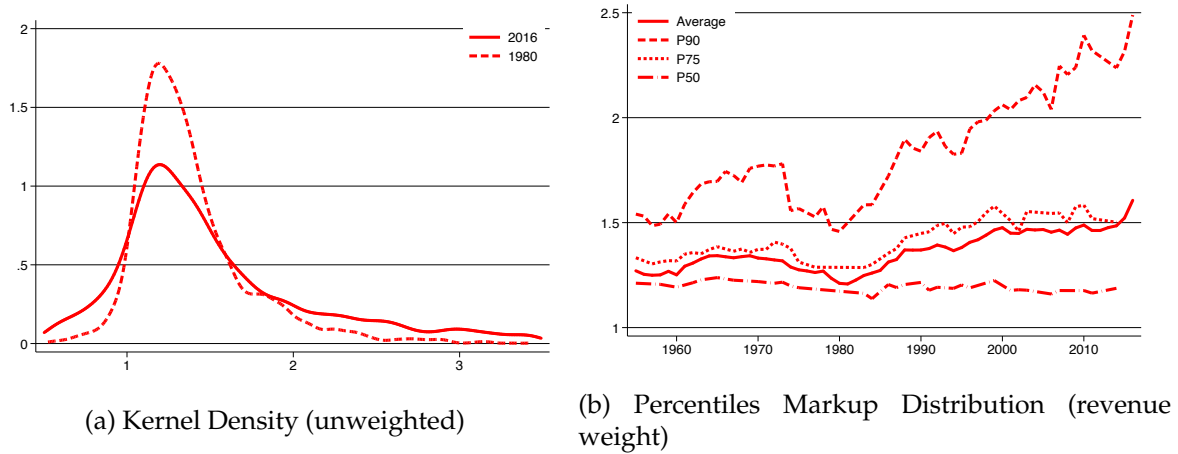 2
1.5
1
.5
0
1
2
3
2016
1980
(a) Kernel Density (unweighted)
2.5
2
1.5
1
1960
1970
1980
1990
2000
2010
Average
P90
P75
P50
(b) Percentiles Markup Distribution (revenue
weight)